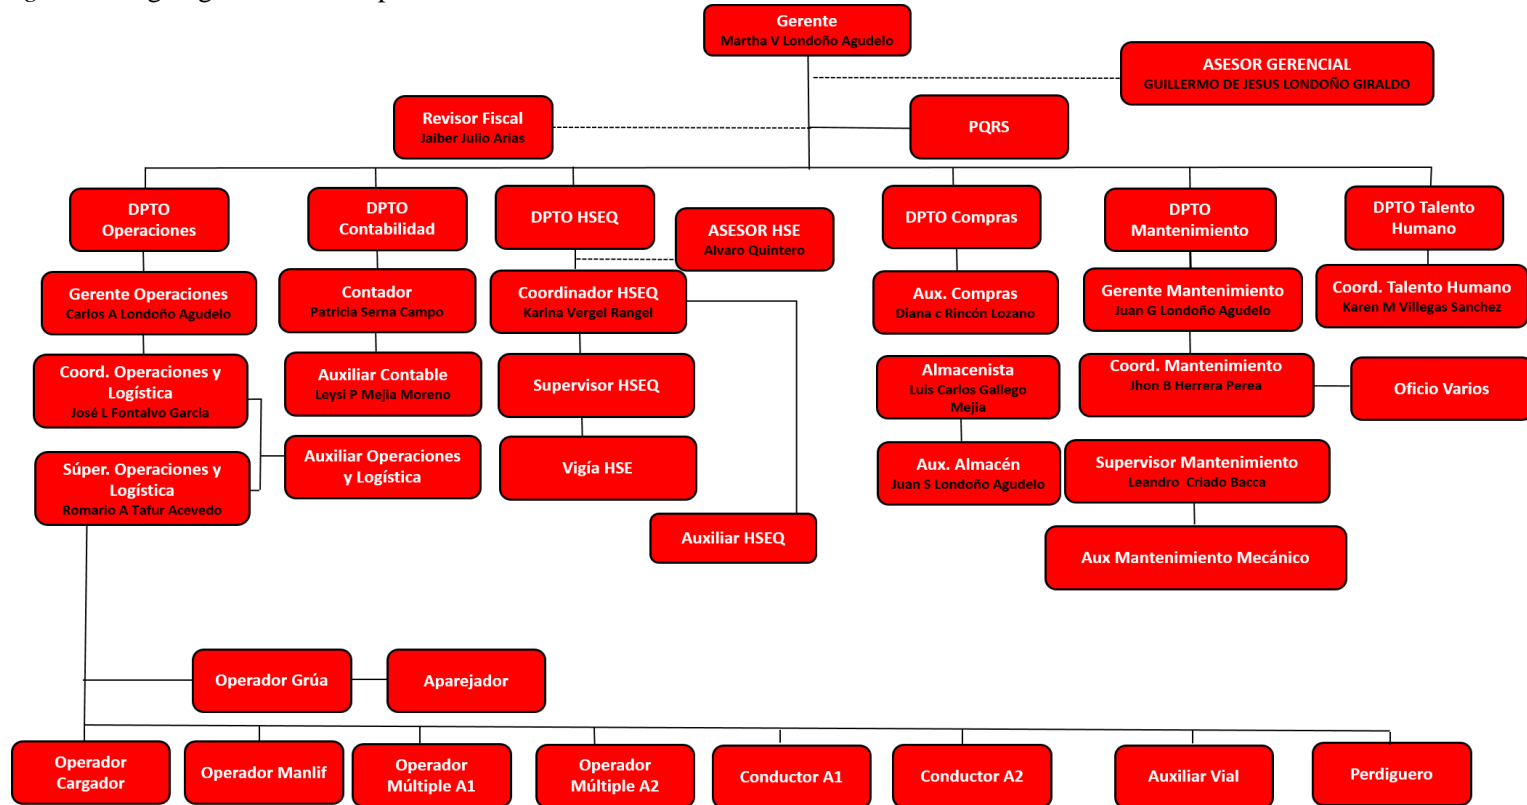 Gerente
Martha V Londoño Agudelo
ASESOR GERENCIAL
GUILLERMO DE JESUS LONDOÑO GIRALDO
Revisor Fiscal
Jaiber Julio Arias
PQRS
DPTO
Operaciones
DPTO
Contabilidad
DPTO HSEQ
ASESOR HSE
Alvaro Quintero
DPTO Compras
DPTO
Mantenimiento
DPTO Talento
Humano
Gerente Operaciones
Carlos A Londoño Agudelo
Contador
Patricia Serna Campo
Coordinador HSEQ
Karina Vergel Rangel
Aux. Compras
Diana c Rincón Lozano
Gerente Mantenimiento
Juan G Londoño Agudelo
Coord. Talento Humano
Karen M Villegas Sanchez
Coord. Operaciones y
Logística
José L Fontalvo Garcia
Auxiliar Contable
Leysi P Mejia Moreno
Supervisor HSEQ
Almacenista
Luis Carlos Gallego
Mejia
Coord. Mantenimiento
Jhon B Herrera Perea
Oficio Varios
Súper. Operaciones y
Logística
Romario A Tafur Acevedo
Auxiliar Operaciones
y Logística
Vigía HSE
Aux. Almacén
Juan S Londoño Agudelo
Supervisor Mantenimiento
Leandro  Criado Bacca
Auxiliar HSEQ
Aux Mantenimiento Mecánico
Operador Grúa
Aparejador
Operador
Cargador
Operador Manlif
Operador
Múltiple A1
Operador
Múltiple A2
Conductor A1
Conductor A2
Auxiliar Vial
Perdiguero